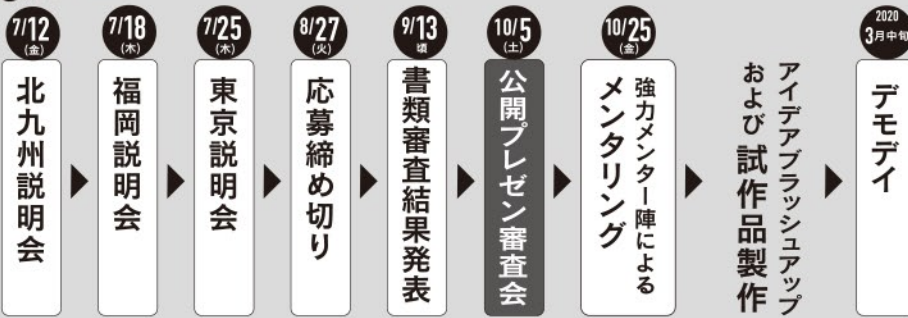 7/12
(金)
北九州説明会
7/18
(木)
福岡説明会
7/25
(木)
東京説明会
8/27
(火)
応募締め切り
9/13
頃
書類審査結果発表
10/5
(土)
公開プレゼン審査会
10/25
(金)
強力メンター陣による
メンタリング
アイデアブラッシュアップ
および 試作品製作
2020
3月中旬
デモデイ